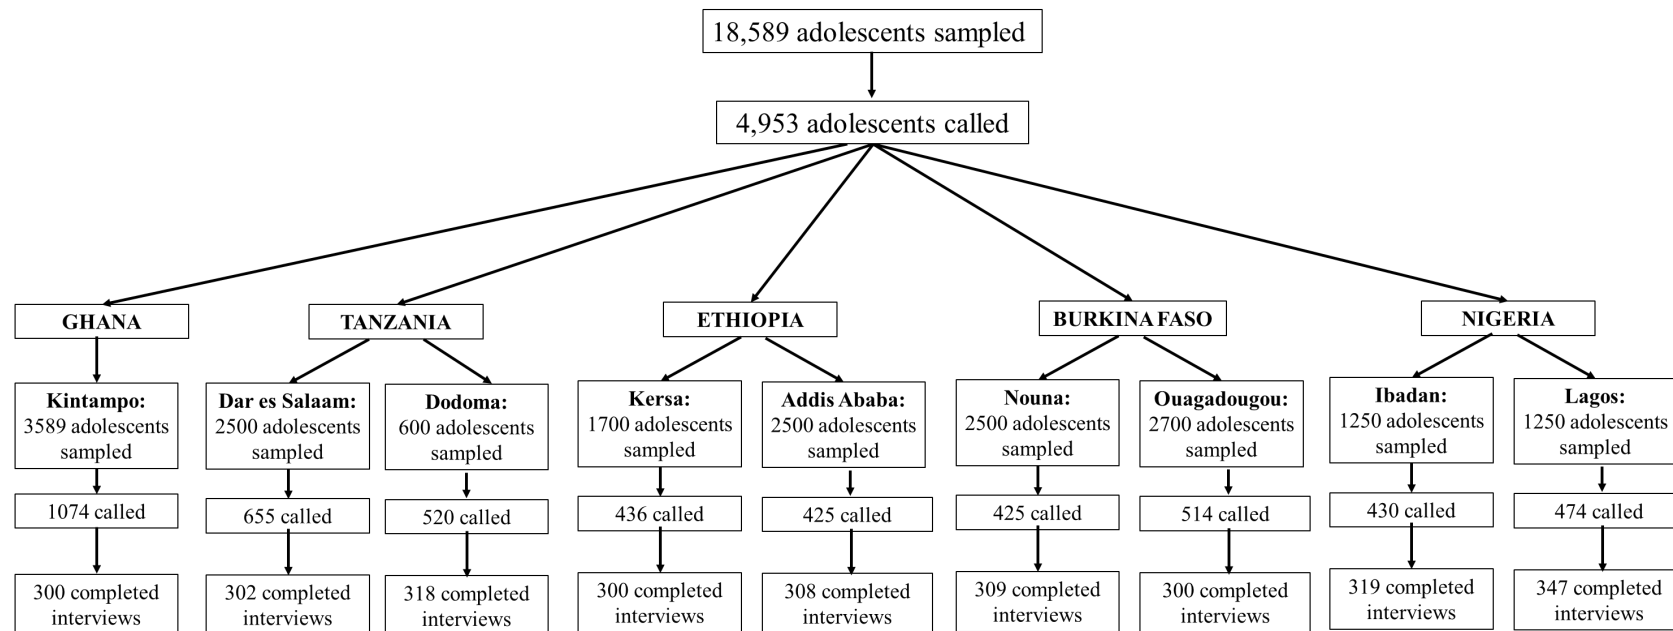 18,589 adolescents sampled
4,953 adolescents called
GHANA
TANZANIA
ETHIOPIA
BURKINA FASO
NIGERIA
Kintampo:
3589 adolescents
sampled
Dar es Salaam:
2500 adolescents
sampled
Dodoma:
600 adolescents
sampled
Kersa:
1700 adolescents
sampled
Addis Ababa:
2500 adolescents
sampled
Nouna:
2500 adolescents
sampled
Ouagadougou:
2700 adolescents
sampled
Ibadan:
1250 adolescents
sampled
Lagos:
1250 adolescents
sampled
1074 called
655 called
520 called
436 called
425 called
425 called
514 called
430 called
474 called
300 completed
interviews
302 completed
interviews
318 completed
interviews
300 completed
interviews
308 completed
interviews
309 completed
interviews
300 completed
interviews
319 completed
interviews
347 completed
interviews